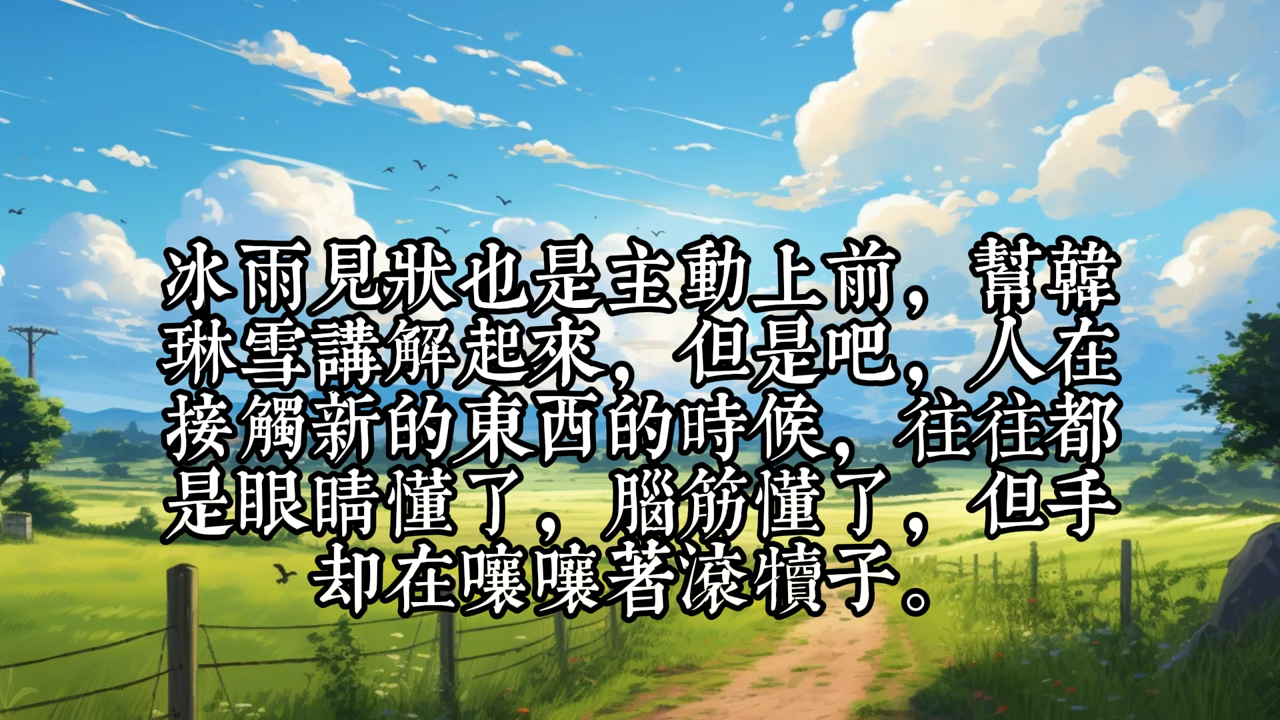 冰雨見狀也是主動上前，幫韓
琳雪講解起來，但是吧，人在
接觸新的東西的時候，往往都
是眼睛懂了，腦筋懂了，但手
却在嚷嚷著滾犢子。